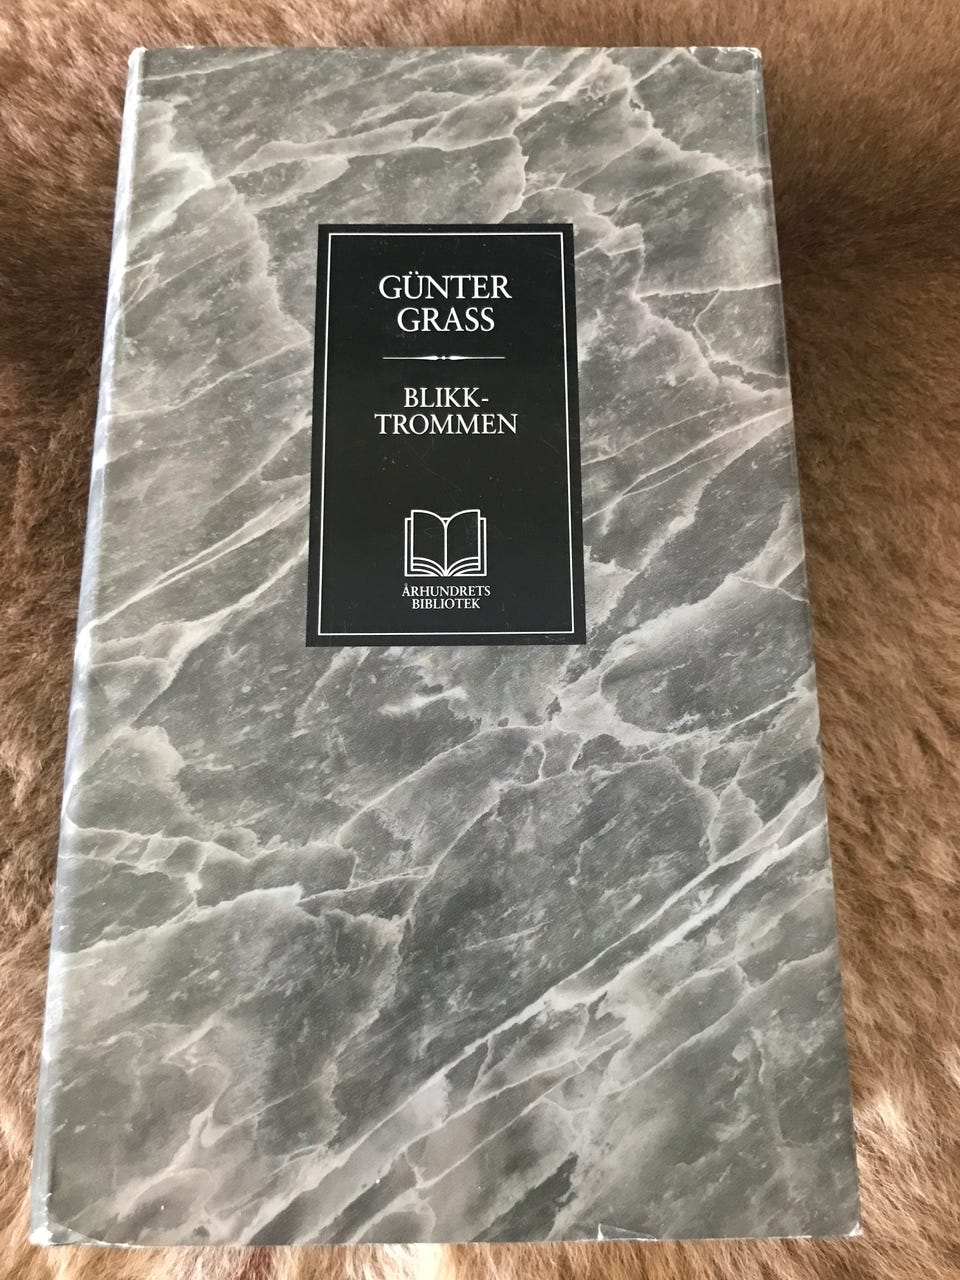 GÜNTER
GRASS
BLIKK-
TROMMEN
ÅRHUNDRETS
BIBLIOTEK